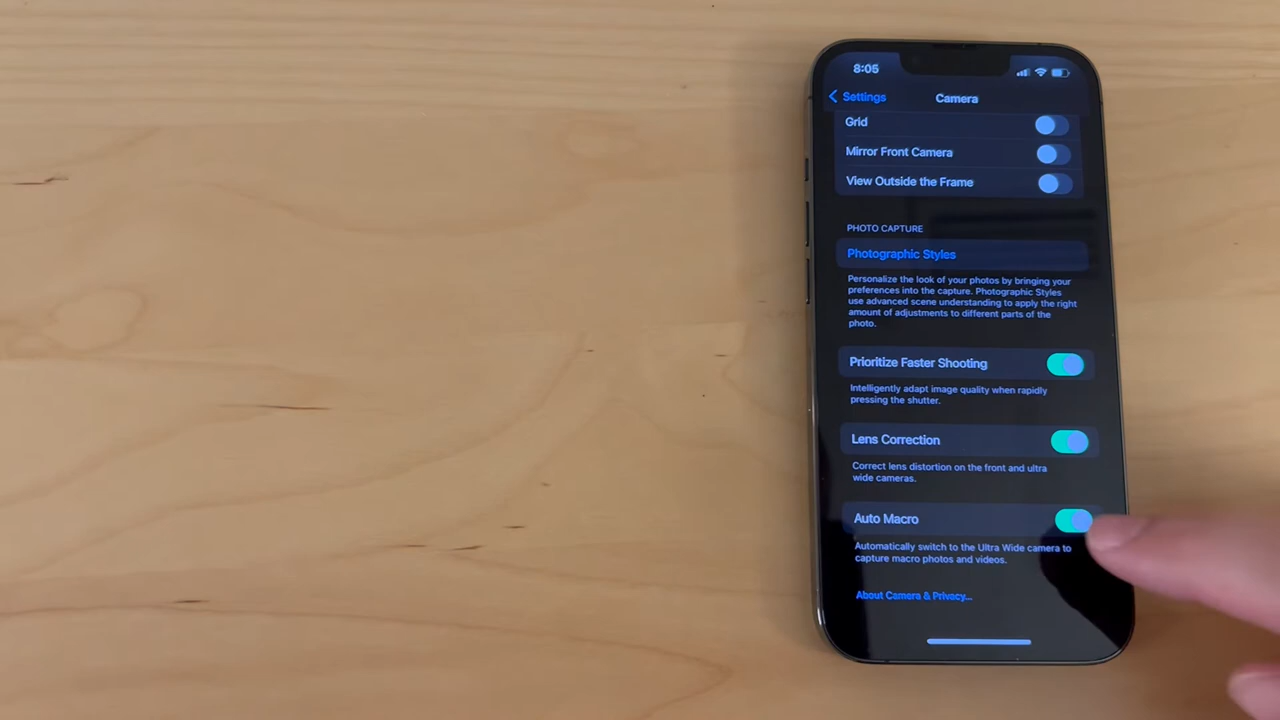 8:05
Settings
Camera
Grid
Mirror Front Camera
View Outside the Frame
PHOTO CAPTURE
Photographic Styles
Personalize the look of your photos by bringing your
preferences into the capture. Photographic Styles
use advanced scene understanding to apply the right
amount of adjustments to different parts of the
photo.
Prioritize Faster Shooting
Intelligently adapt image quality when rapidly
pressing the shutter.
Lens Correction
Correct lens distortion on the front and ultra
wide cameras.
Auto Macro
Automatically switch to the Ultra Wide camera to
capture macro photos and videos.
About Camera & Privacy...